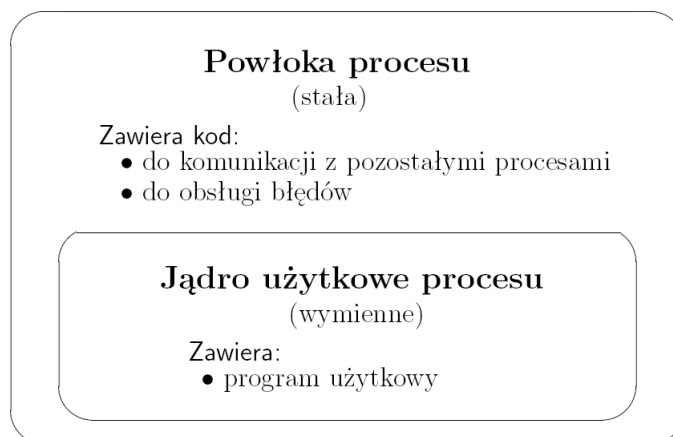 Powłoka procesu
(stała)
Zawiera kod:
• do komunikacji z pozostałymi procesami
• do obsługi błędów
Jądro użytkowe procesu
(wymienne)
Zawiera:
• program użytkowy